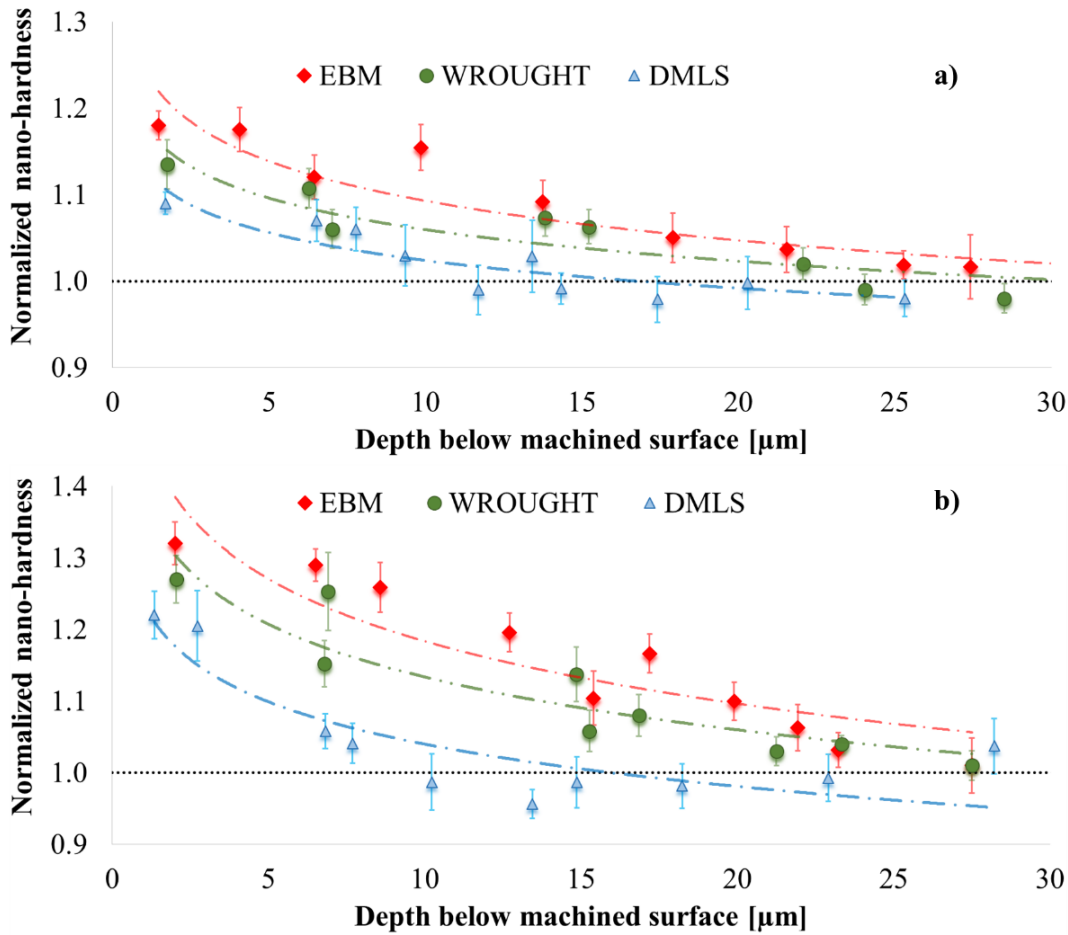 1.3
1.2
1.1
1.0
0.9
Normalized nano-hardness
EBM WROUGHT DMLS
a)
0 5 10 15 20 25 30
Depth below machined surface [µm]
1.4
1.3
1.2
1.1
1.0
0.9
Normalized nano-hardness
EBM WROUGHT DMLS
b)
0 5 10 15 20 25 30
Depth below machined surface [µm]